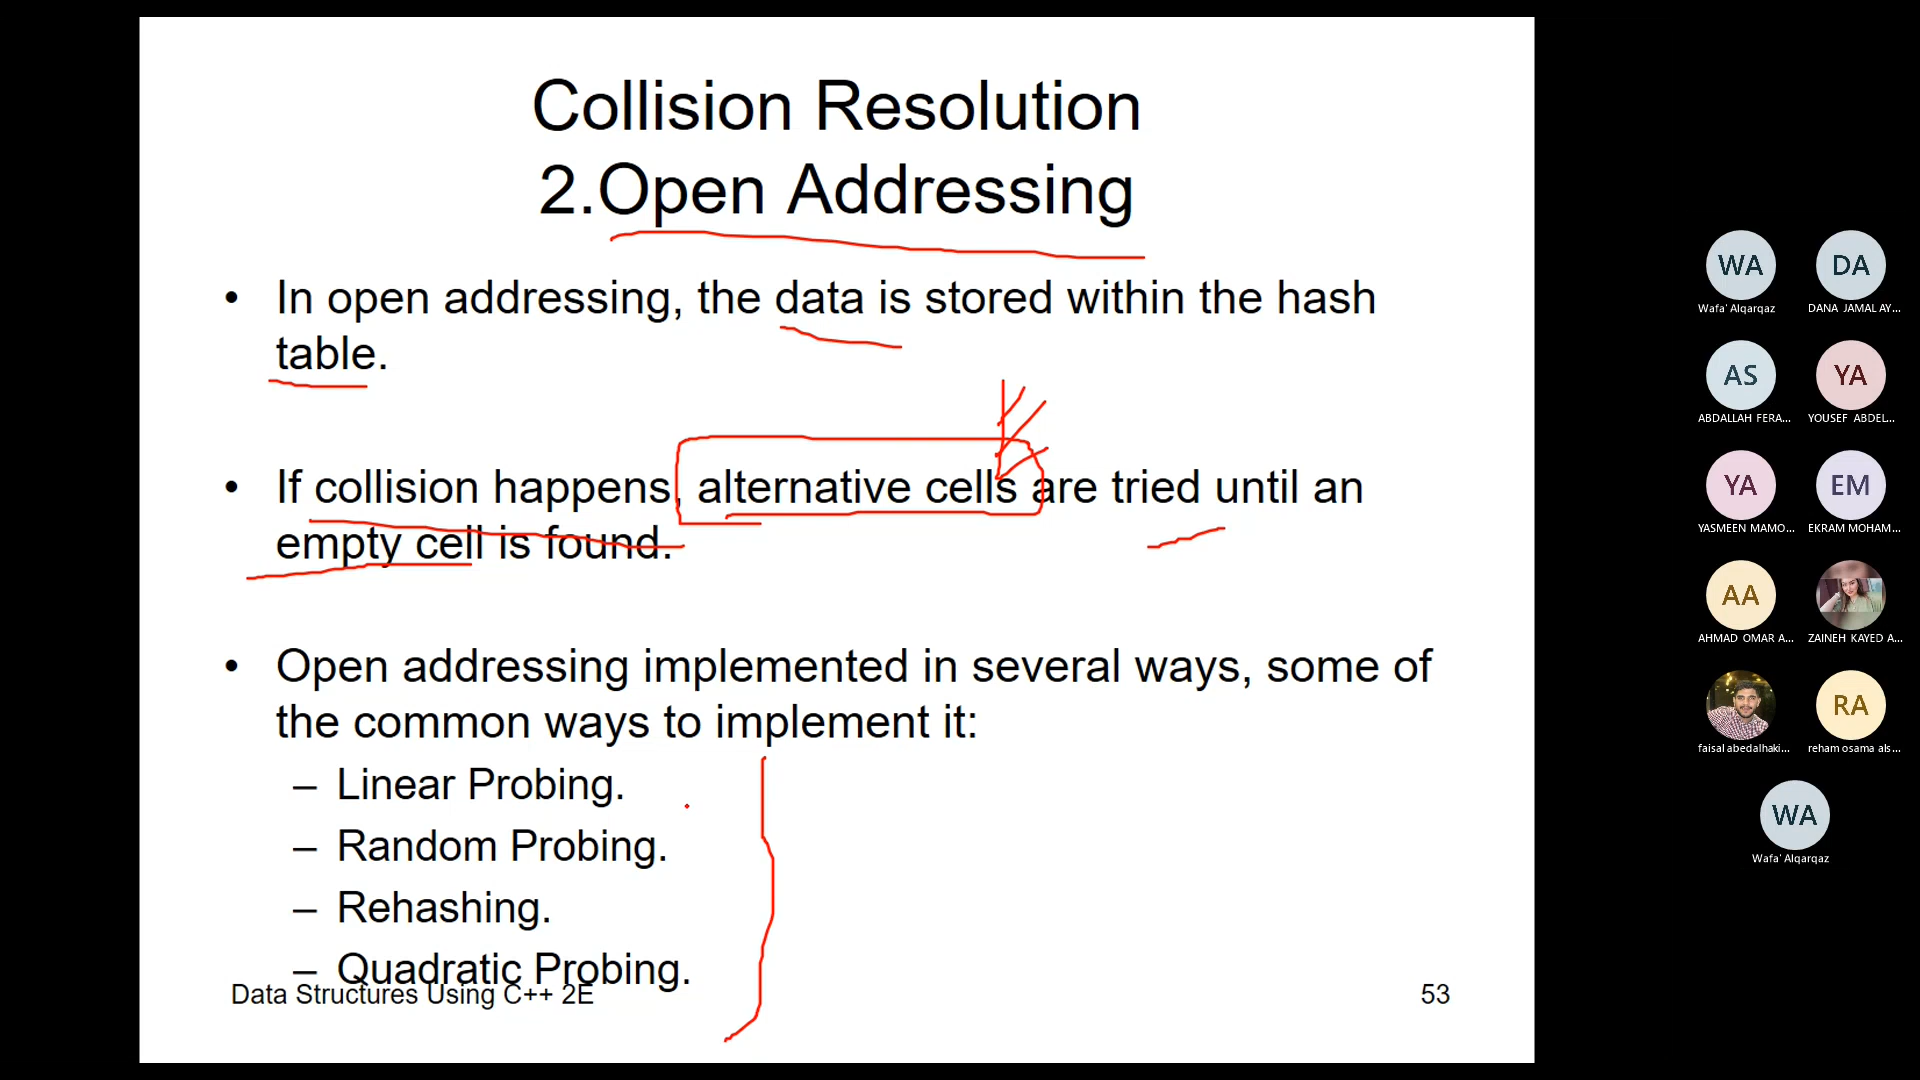 Collision Resolution
2.Open Addressing
• In open addressing, the data is stored within the hash
table.
• If collision happens, alternative cells are tried until an
empty cell is found.
• Open addressing implemented in several ways, some of
the common ways to implement it:
– Linear Probing.
– Random Probing.
– Rehashing.
– Quadratic Probing.
Data Structures Using C++ 2E
53
WA
DA
Wafa' Alqarqaz
DANA JAMAL AY...
AS
YA
ABDALLAH FERA...
YOUSEF ABDEL...
YA
EM
YASMEEN MAMO...
EKRAM MOHAM...
AA
AHMAD OMAR A...
ZAINEH KAYED A...
RA
faisal abedalhaki...
reham osama als...
WA
Wafa' Alqarqaz